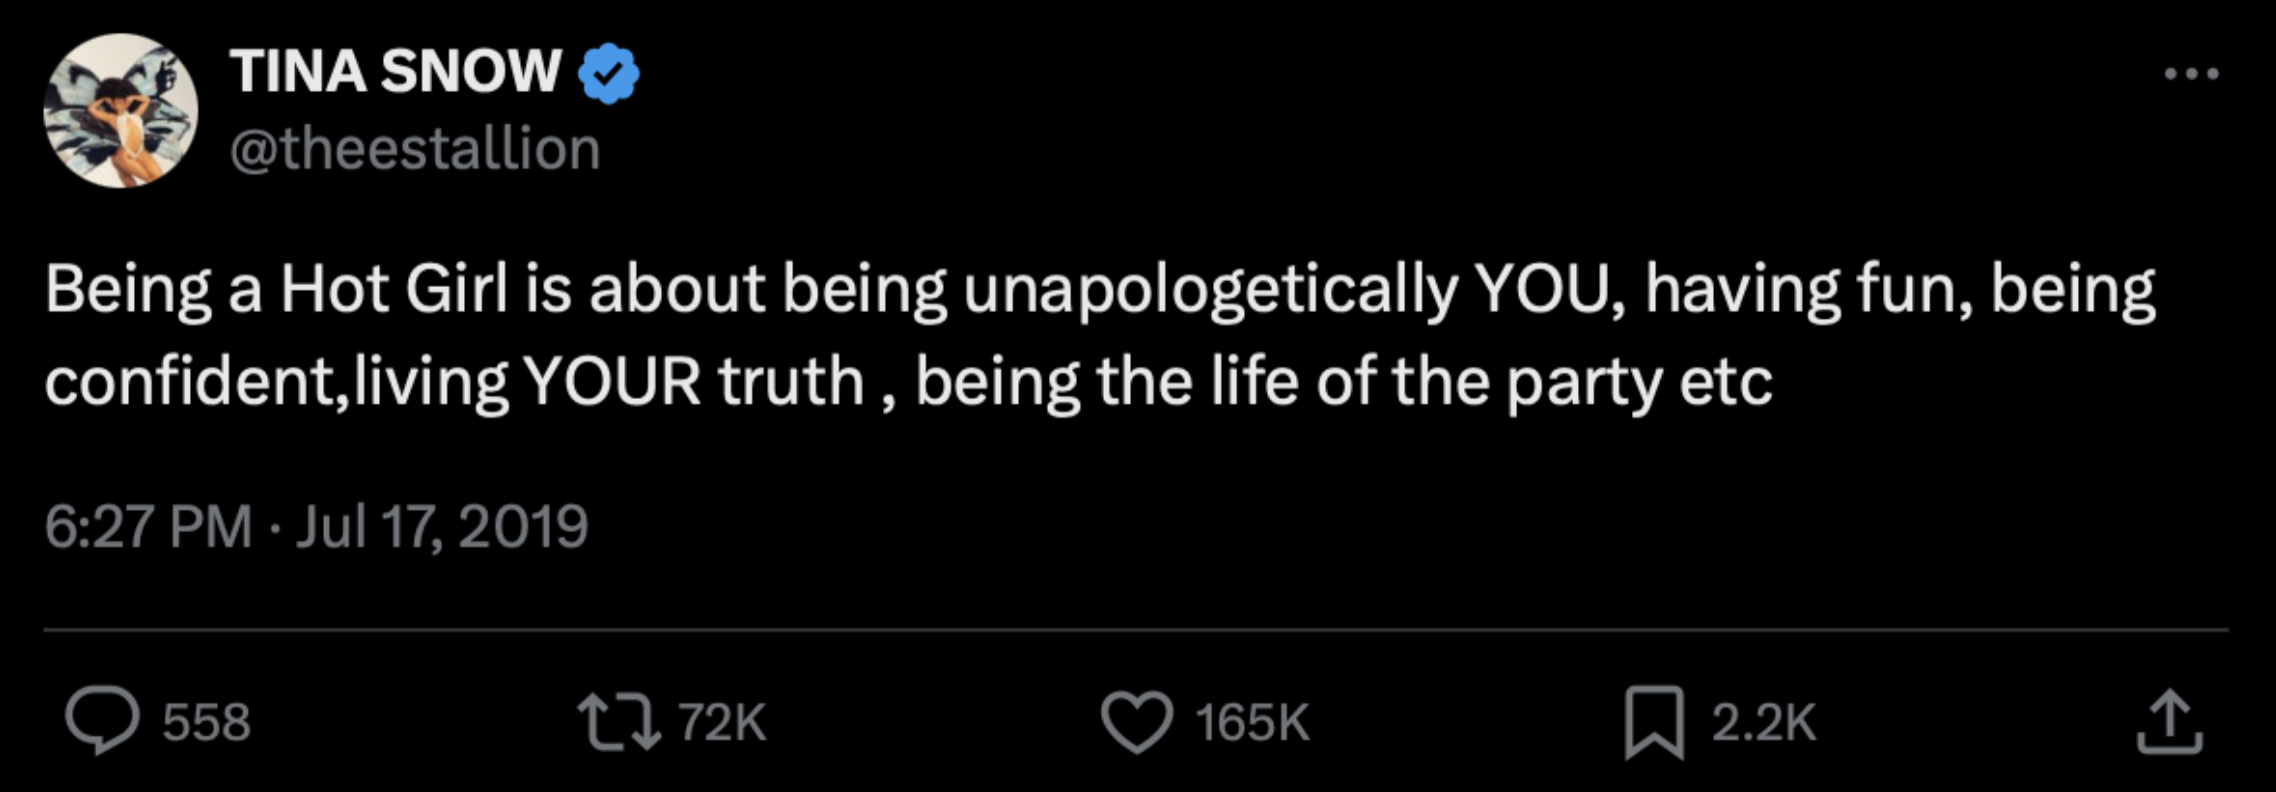 TINA SNOW
@theestallion
Being a Hot Girl is about being unapologetically YOU, having fun, being
confident,living YOUR truth , being the life of the party etc
6:27 PM · Jul 17, 2019
558 72K 165K 2.2K